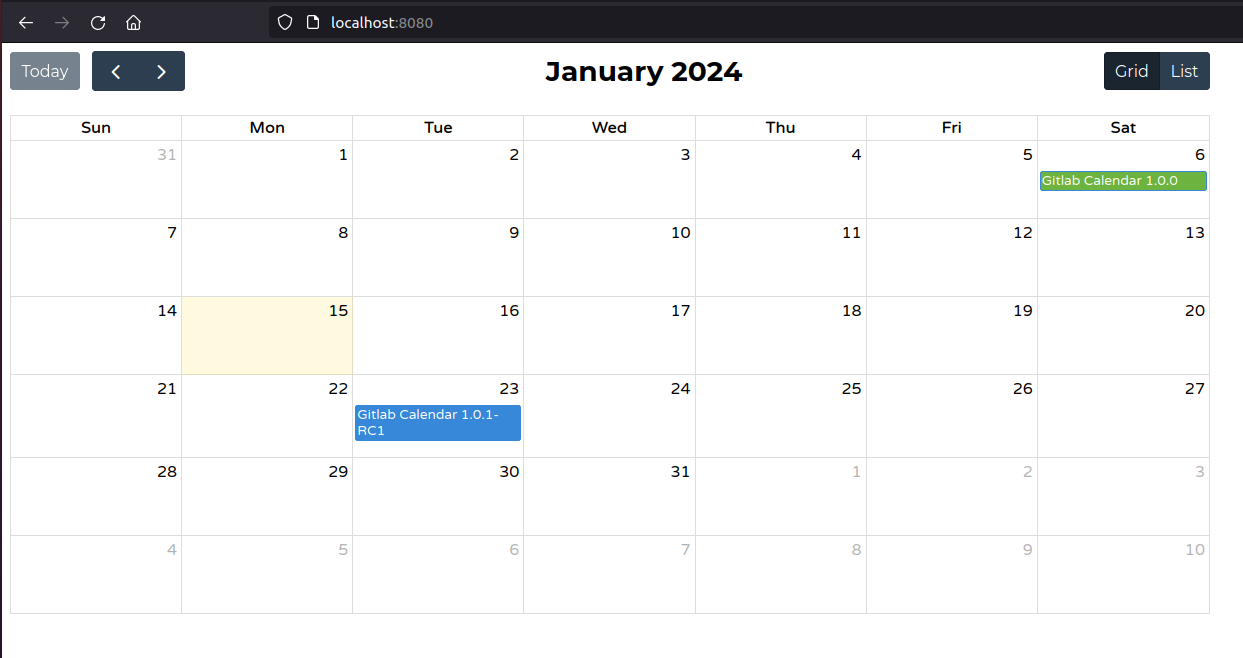 localhost:8080
Today
January 2024
Grid List
Sun Mon Tue Wed Thu Fri Sat
31 1 2 3 4 5 6
Gitlab Calendar 1.0.0
7 8 9 10 11 12 13
14 15 16 17 18 19 20
21 22 23 24 25 26 27
Gitlab Calendar 1.0.1-
RC1
28 29 30 31 1 2 3
4 5 6 7 8 9 10